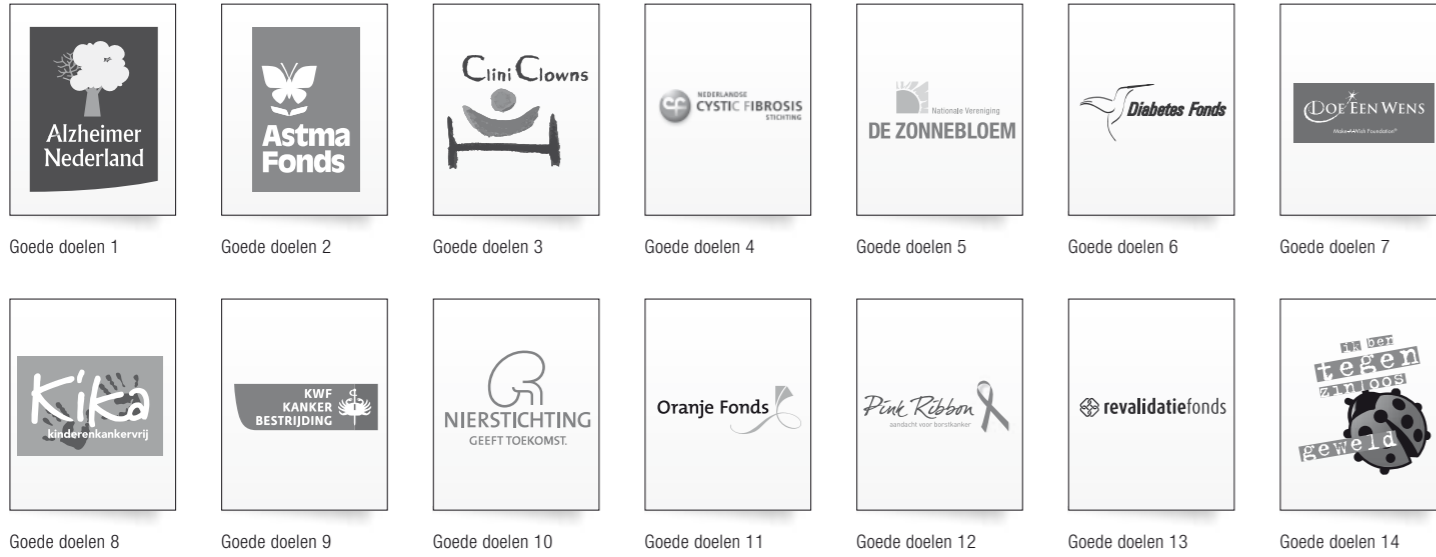 Alzheimer
Nederland
Goede doelen 1
Astma
Fonds
Goede doelen 2
Clini Clowns
Goede doelen 3
cf
NEDERLANDSE
CYSTIC FIBROSIS
STICHTING
Goede doelen 4
Nationale Vereniging
DE ZONNEBLOEM
Goede doelen 5
Diabetes Fonds
Goede doelen 6
DOE EEN WENS
Make-A-Wish Foundation®
Goede doelen 7
Kika
kinderenkankervrij
Goede doelen 8
KWF
KANKER
BESTRIJDING
Goede doelen 9
NIERSTICHTING
GEEFT TOEKOMST.
Goede doelen 10
Oranje Fonds
Goede doelen 11
Pink Ribbon
aandacht voor borstkanker
Goede doelen 12
revalidatiefonds
Goede doelen 13
ik ben
tegen
zinloos
geweld
Goede doelen 14